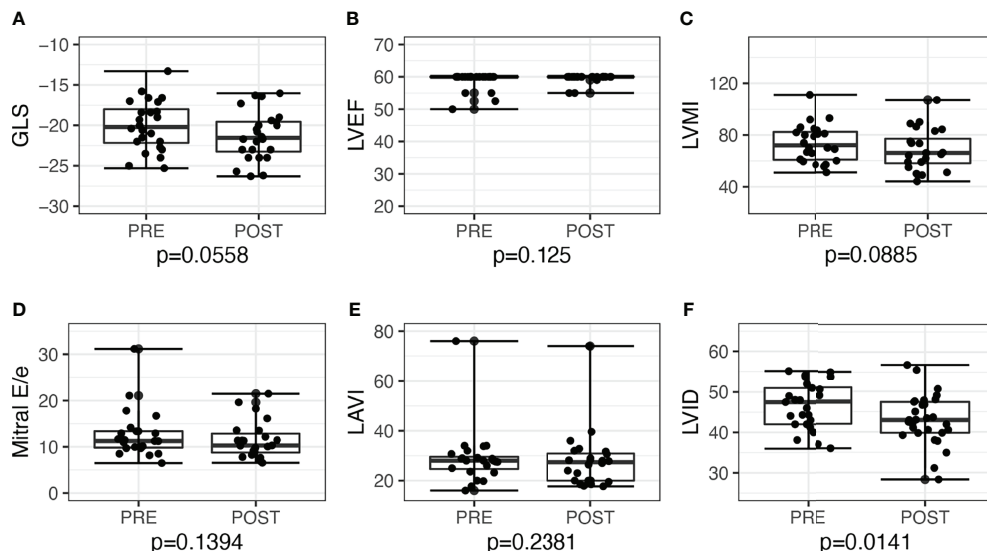 A
GLS
−10
−15
−20
−25
−30
PRE
POST
p=0.0558
B
LVEF
70
60
50
40
30
20
PRE
POST
p=0.125
C
LVMI
120
80
40
PRE
POST
p=0.0885
D
Mitral E/e
30
20
10
0
PRE
POST
p=0.1394
E
LAVI
80
60
40
20
PRE
POST
p=0.2381
F
LVID
60
50
40
30
PRE
POST
p=0.0141